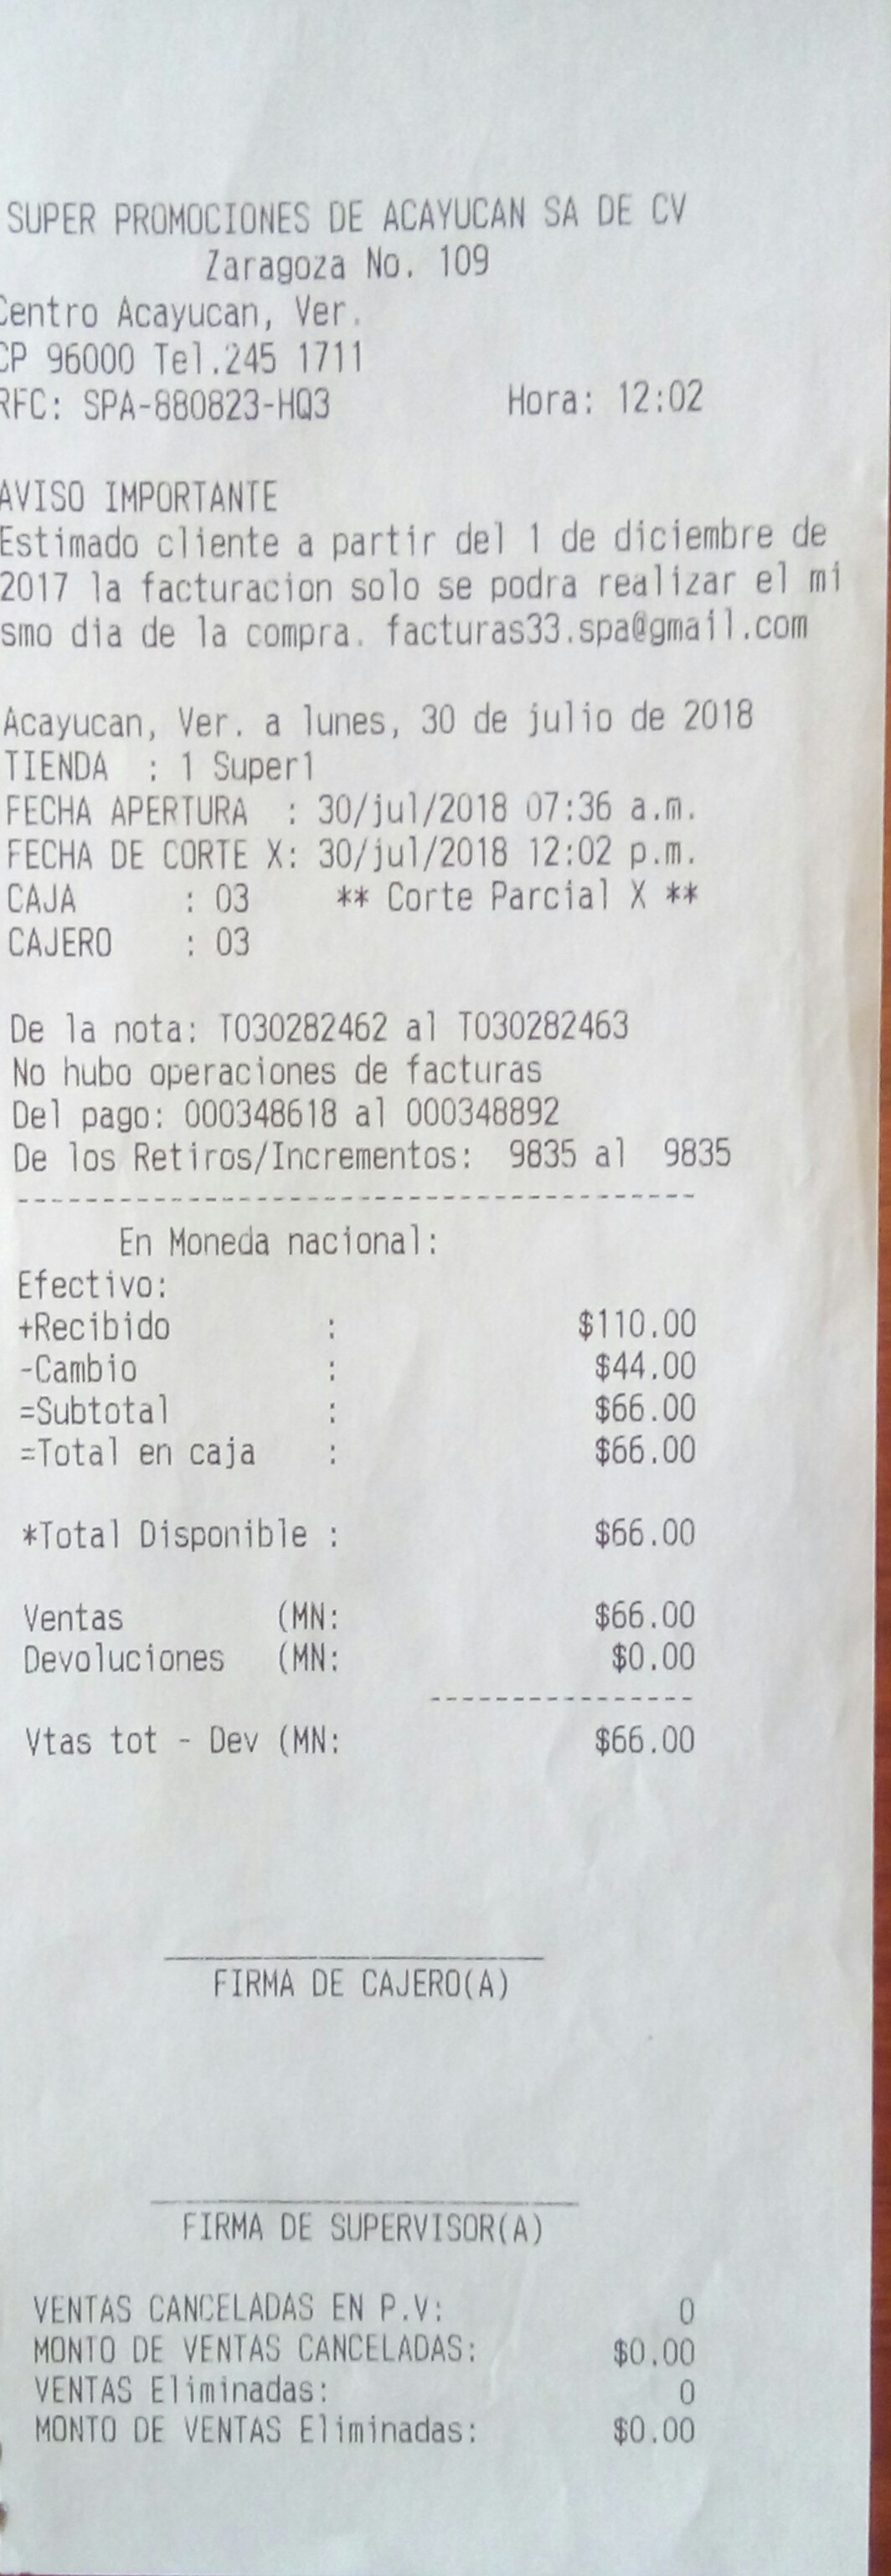 SUPER PROMOCIONES DE ACAYUCAN SA DE CV
Zaragoza No. 109
Centro Acayucan, Ver.
CP 96000 Tel.245 1711
RFC: SPA-880823-HQ3 Hora: 12:02
AVISO IMPORTANTE
Estimado cliente a partir del 1 de diciembre de
2017 la facturacion solo se podra realizar el mi
smo dia de la compra. facturas33.spa@gmail.com
Acayucan, Ver. a lunes, 30 de julio de 2018
TIENDA : 1 Super1
FECHA APERTURA : 30/jul/2018 07:36 a.m.
FECHA DE CORTE X: 30/jul/2018 12:02 p.m.
CAJA : 03 ** Corte Parcial X **
CAJERO : 03
De la nota: T030282462 al T030282463
No hubo operaciones de facturas
Del pago: 000348618 al 000348892
De los Retiros/Incrementos: 9835 al 9835
----------------------------------------
En Moneda nacional:
Efectivo:
+Recibido : $110.00
-Cambio : $44.00
=Subtotal : $66.00
=Total en caja : $66.00
*Total Disponible : $66.00
Ventas (MN: $66.00
Devoluciones (MN: $0.00
----------------
Vtas tot - Dev (MN: $66.00
FIRMA DE CAJERO(A)
FIRMA DE SUPERVISOR(A)
VENTAS CANCELADAS EN P.V: 0
MONTO DE VENTAS CANCELADAS: $0.00
VENTAS Eliminadas: 0
MONTO DE VENTAS Eliminadas: $0.00